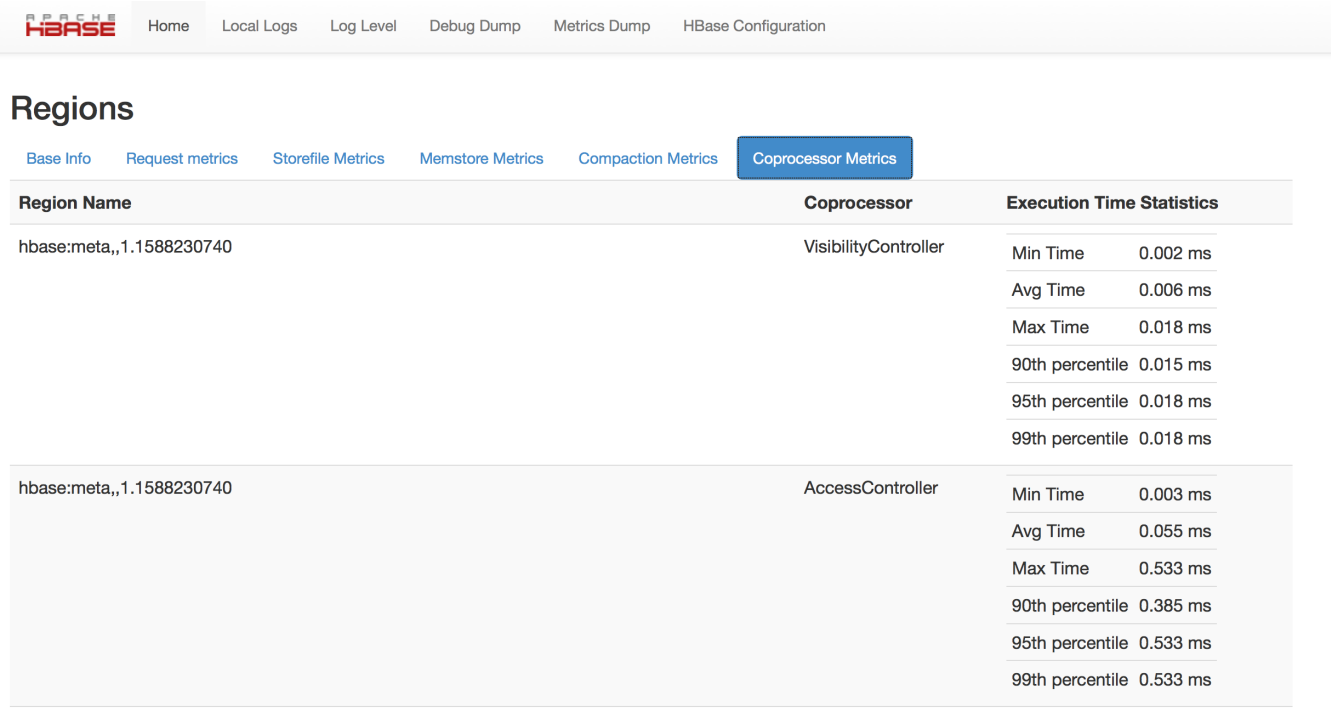 APACHE
HBASE Home Local Logs Log Level Debug Dump Metrics Dump HBase Configuration
Regions
Base Info Request metrics Storefile Metrics Memstore Metrics Compaction Metrics Coprocessor Metrics
Region Name Coprocessor Execution Time Statistics
hbase:meta,,1.1588230740 VisibilityController
Min Time 0.002 ms
Avg Time 0.006 ms
Max Time 0.018 ms
90th percentile 0.015 ms
95th percentile 0.018 ms
99th percentile 0.018 ms
hbase:meta,,1.1588230740 AccessController
Min Time 0.003 ms
Avg Time 0.055 ms
Max Time 0.533 ms
90th percentile 0.385 ms
95th percentile 0.533 ms
99th percentile 0.533 ms